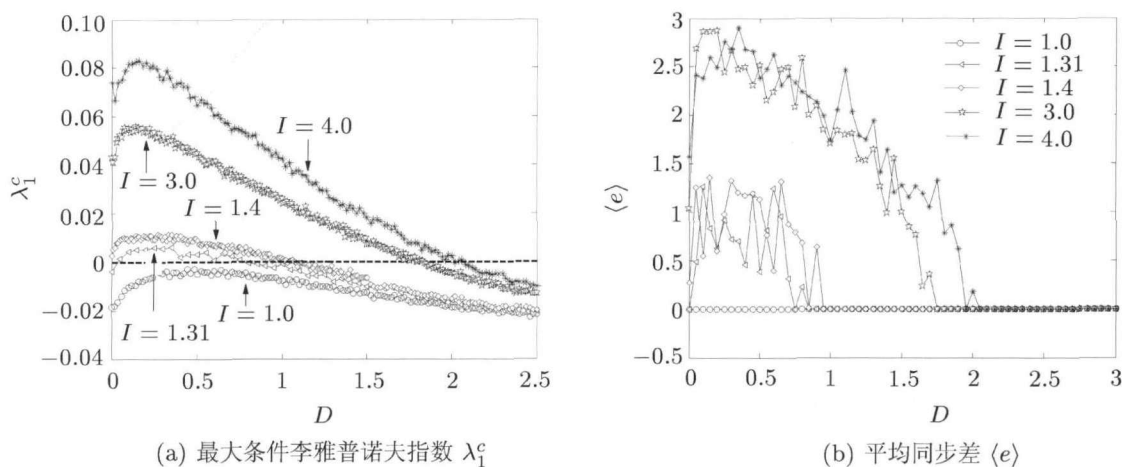 0.10
0.08
0.06
0.04
0.02
0
−0.02
−0.04
λ₁ᶜ
I = 4.0
I = 3.0
I = 1.4
I = 1.31
I = 1.0
0 0.5 1 1.5 2 2.5
D
(a) 最大条件李雅普诺夫指数 λ₁ᶜ
3
2.5
2
1.5
1
0.5
0
−0.5
⟨e⟩
I = 1.0
I = 1.31
I = 1.4
I = 3.0
I = 4.0
0 0.5 1 1.5 2 2.5 3
D
(b) 平均同步差 ⟨e⟩